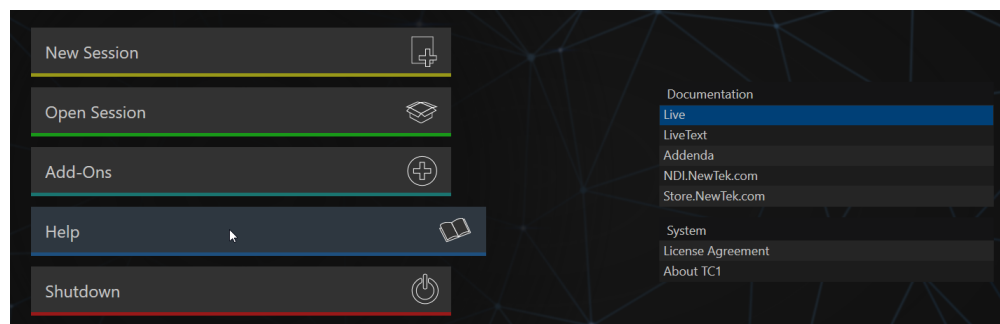 New Session
Open Session
Add-Ons
Help
Shutdown
Documentation
Live
LiveText
Addenda
NDI.NewTek.com
Store.NewTek.com
System
License Agreement
About TC1